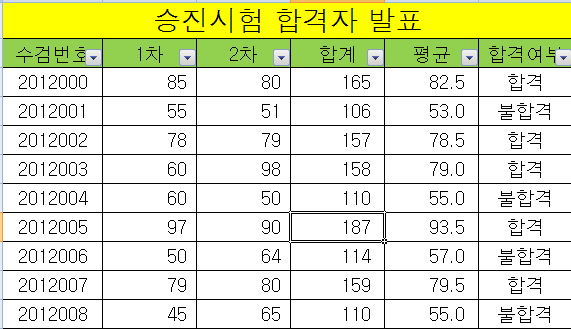 승진시험 합격자 발표
수검번호 1차 2차 합계 평균 합격여부
2012000 85 80 165 82.5 합격
2012001 55 51 106 53.0 불합격
2012002 78 79 157 78.5 합격
2012003 60 98 158 79.0 합격
2012004 60 50 110 55.0 불합격
2012005 97 90 187 93.5 합격
2012006 50 64 114 57.0 불합격
2012007 79 80 159 79.5 합격
2012008 45 65 110 55.0 불합격